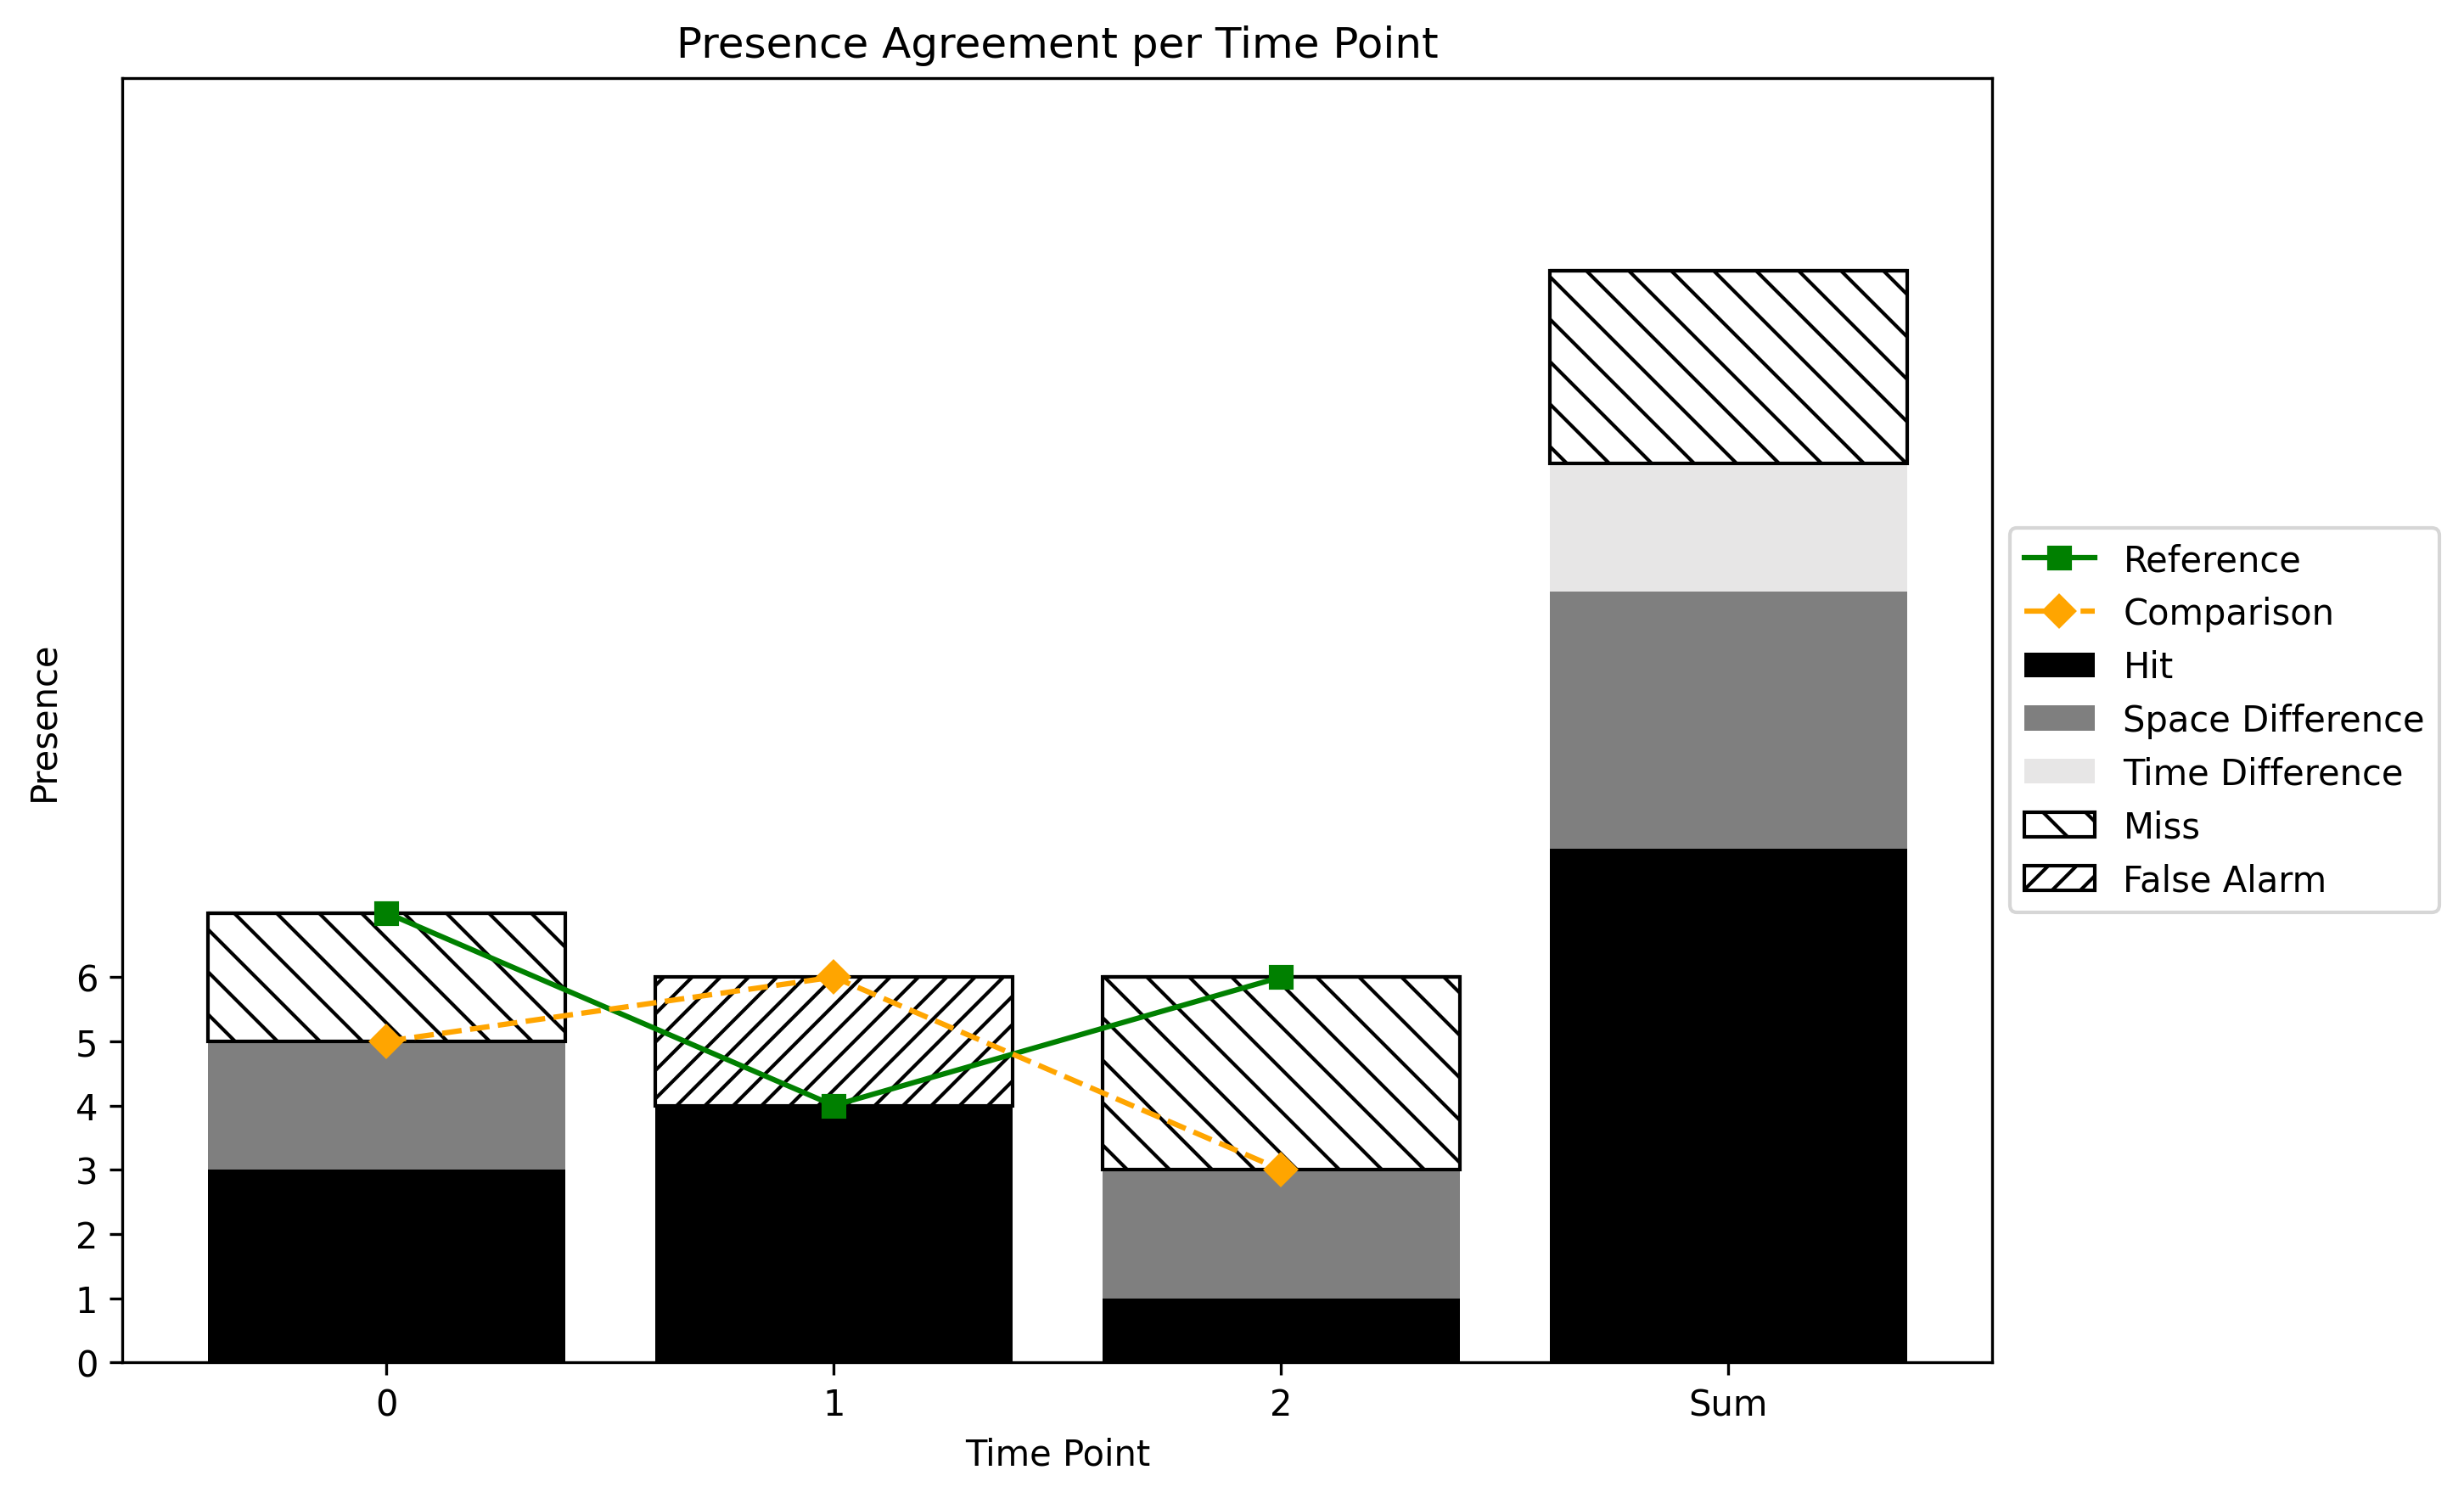 Presence Agreement per Time Point
Presence
6
5
4
3
2
1
0
0
1
2
Sum
Time Point
Reference
Comparison
Hit
Space Difference
Time Difference
Miss
False Alarm